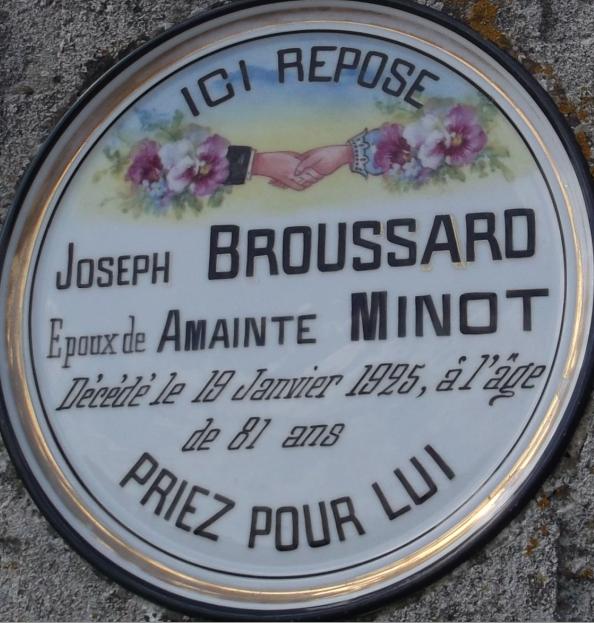 ICI REPOSE
JOSEPH BROUSSARD
Epoux de AMAINTE MINOT
Décédé le 19 Janvier 1925, â l'âge
de 81 ans
PRIEZ POUR LUI